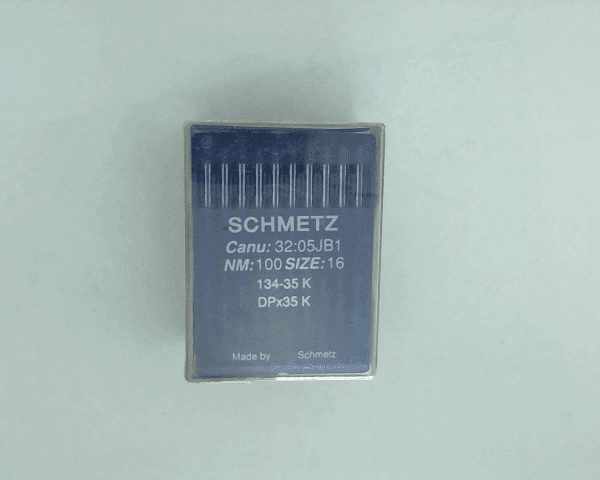 SCHMETZ
Canu: 32:05JB1
NM:100 SIZE:16
134-35 K
DPx35 K
Made by Schmetz